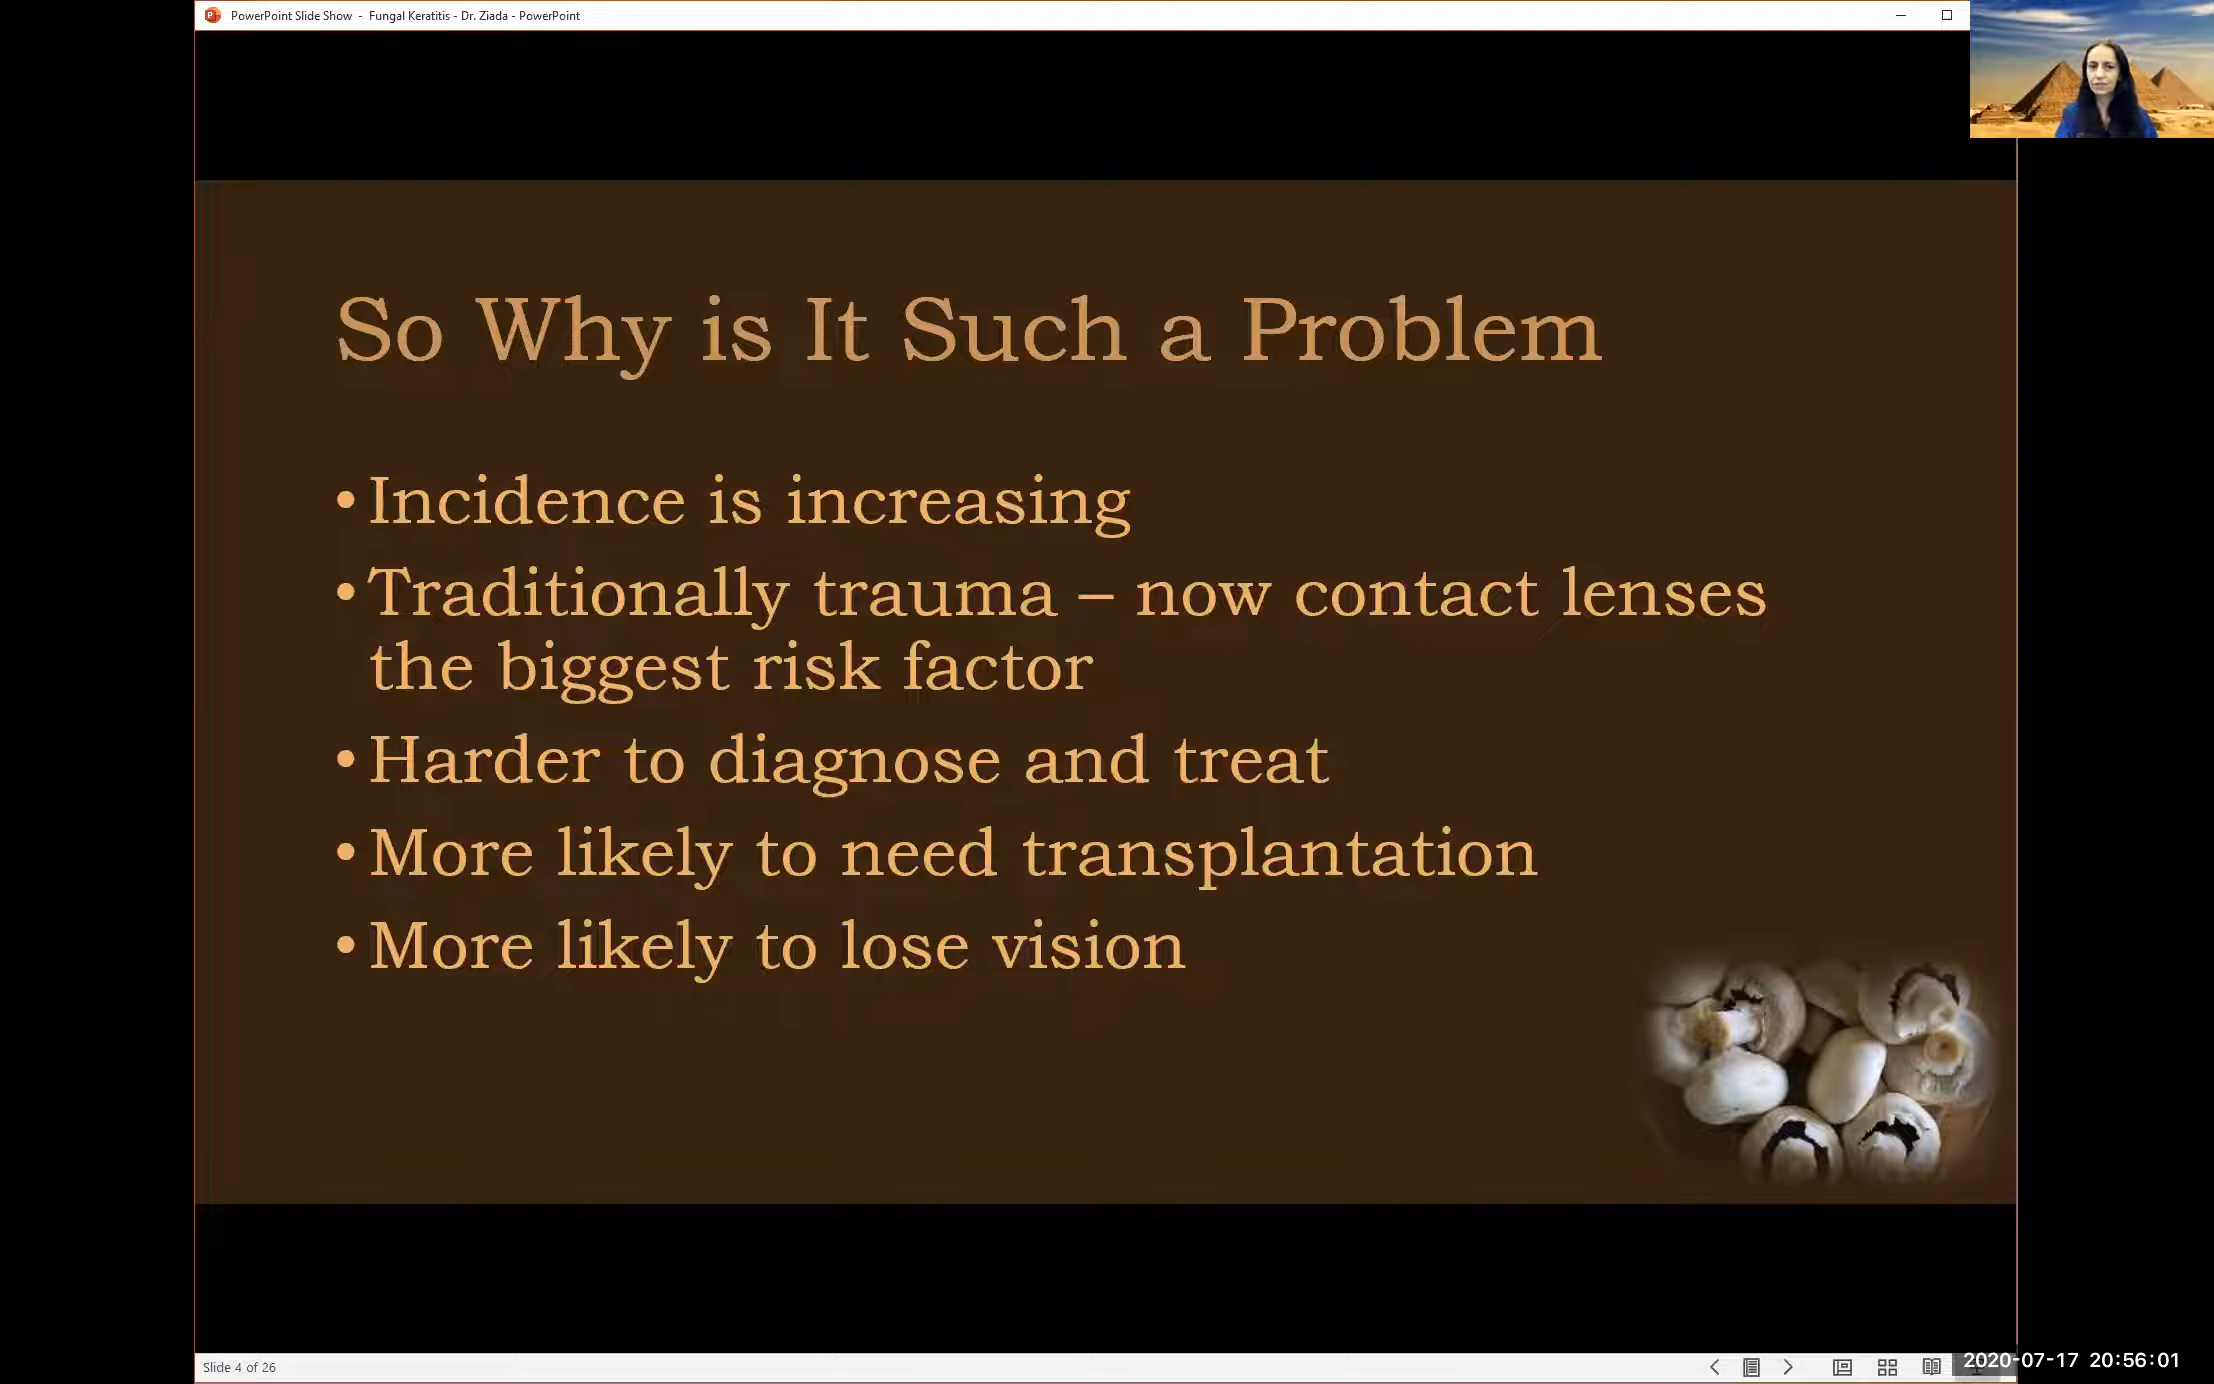 PowerPoint Slide Show - Fungal Keratitis - Dr. Ziada - PowerPoint
So Why is It Such a Problem
• Incidence is increasing
• Traditionally trauma – now contact lenses
the biggest risk factor
• Harder to diagnose and treat
• More likely to need transplantation
• More likely to lose vision
Slide 4 of 26
2020-07-17 20:56:01